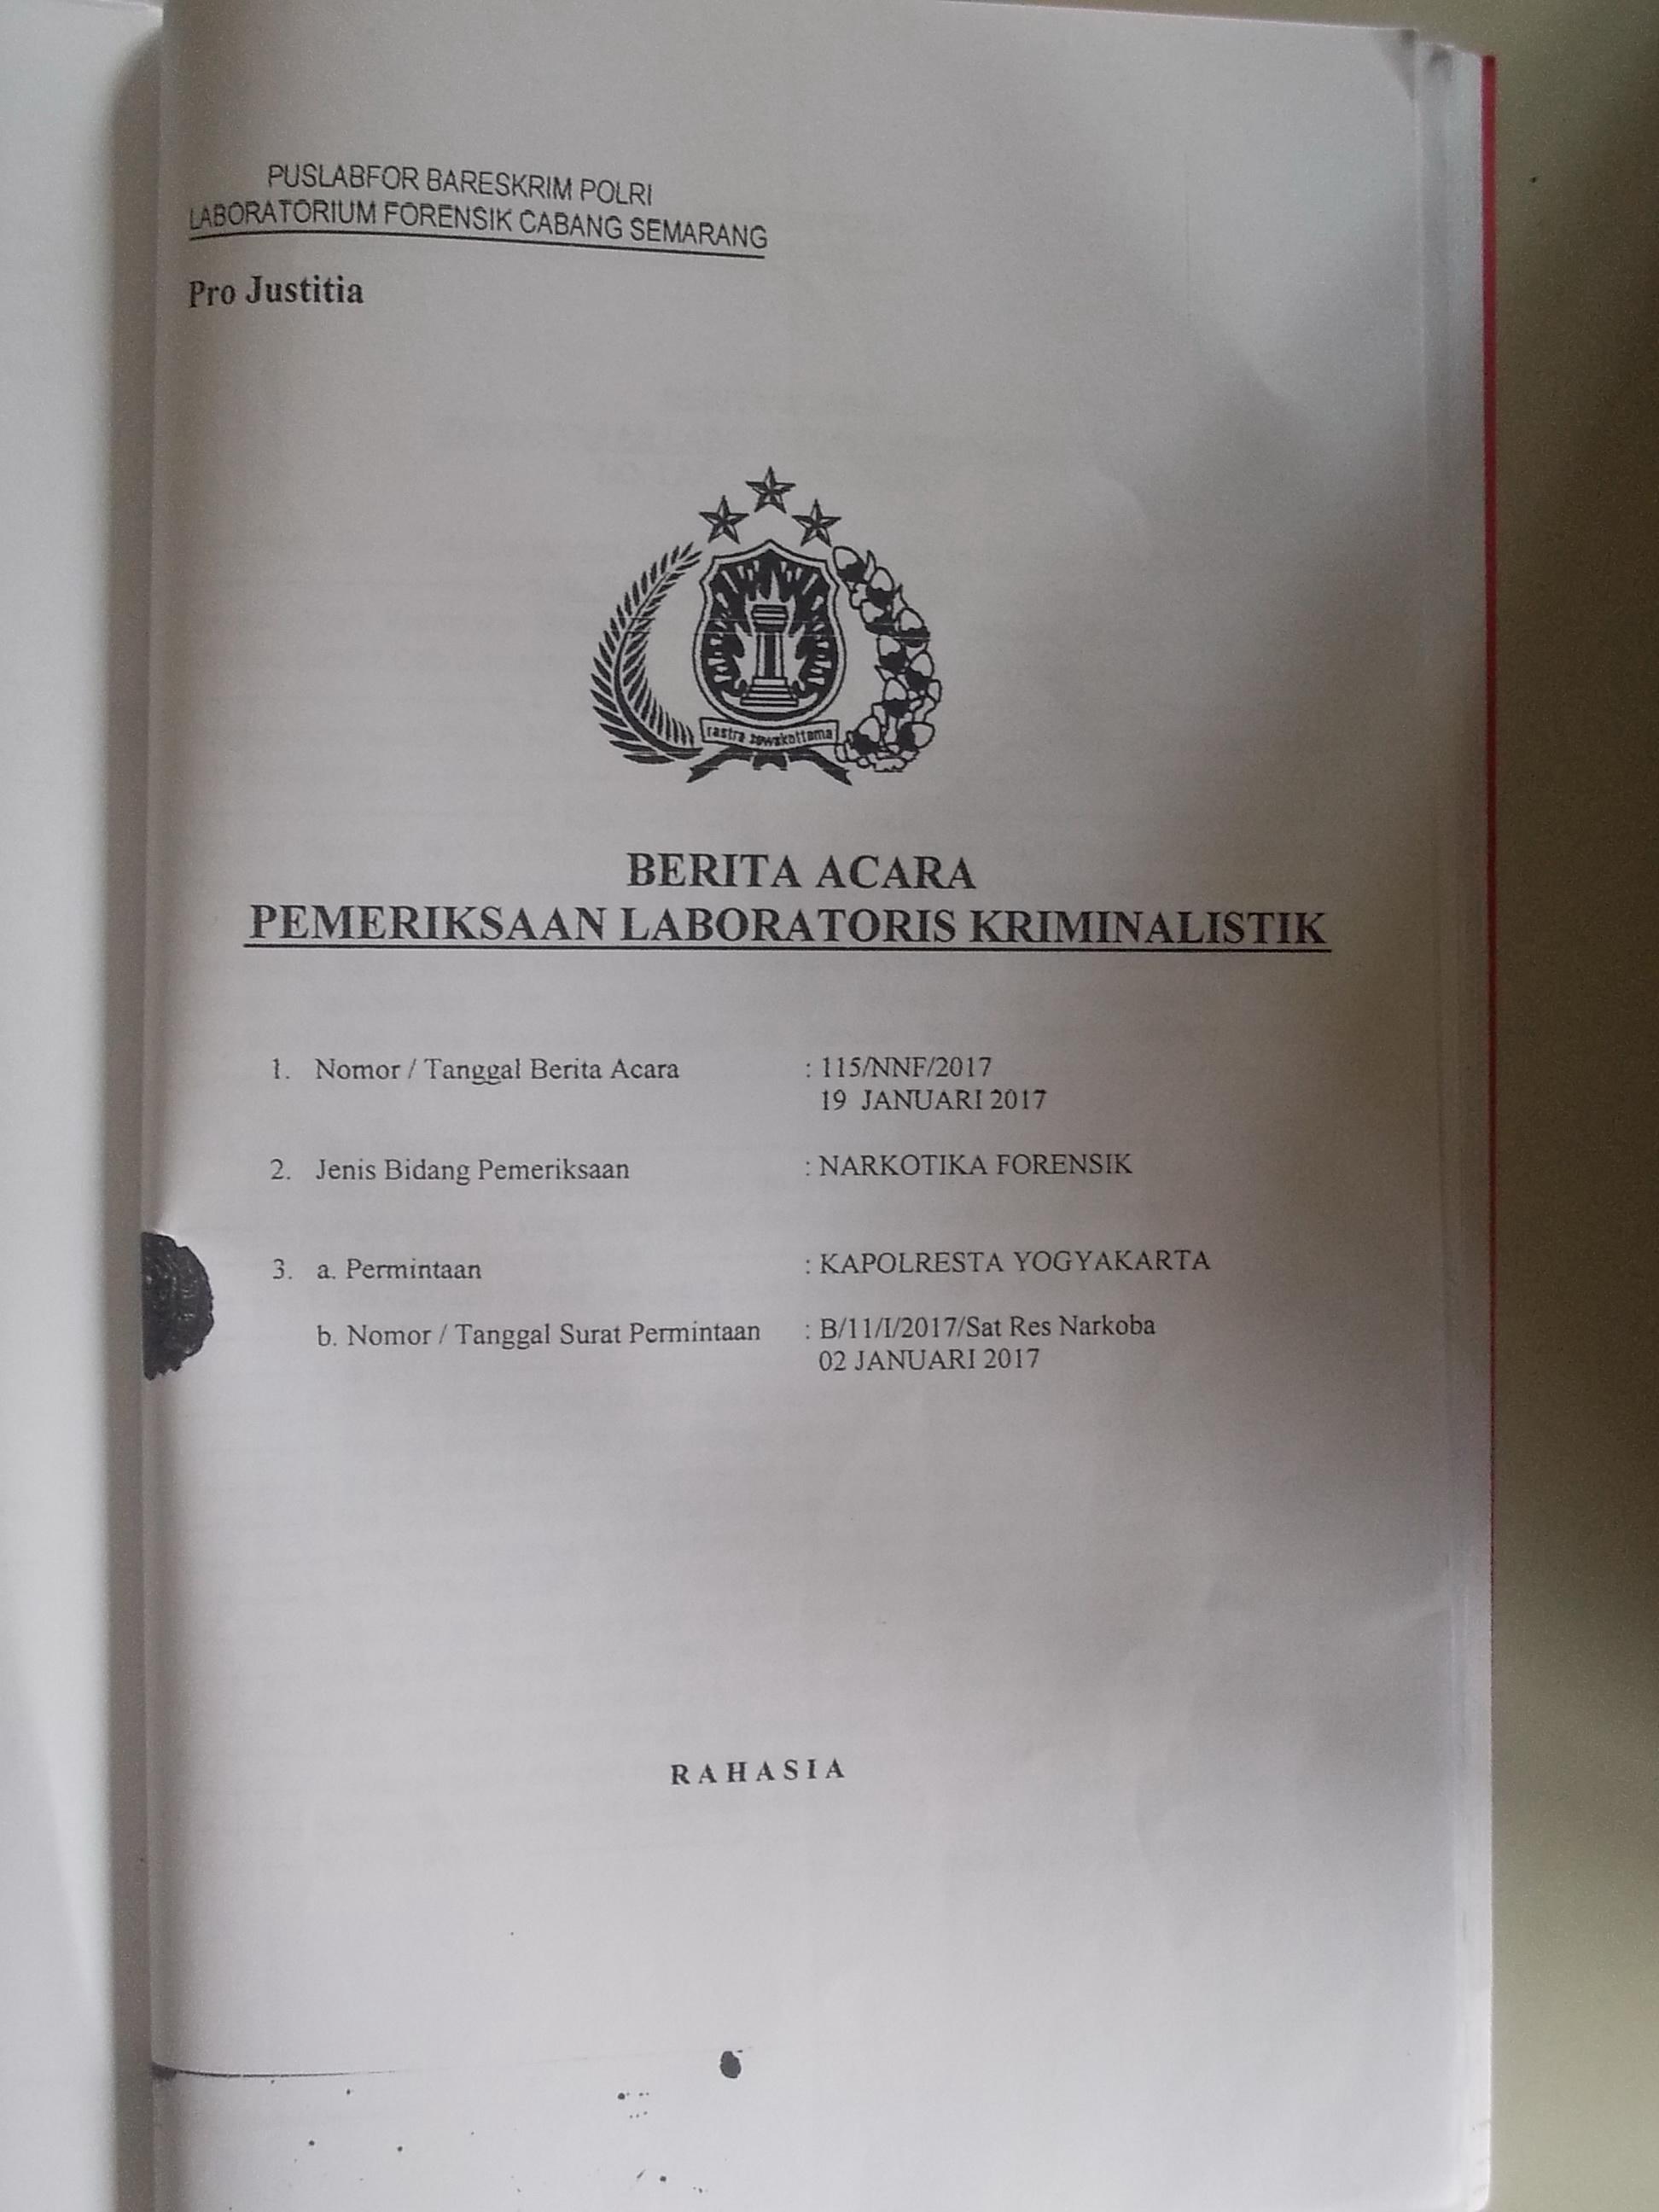 PUSLABFOR BARESKRIM POLRI
LABORATORIUM FORENSIK CABANG SEMARANG
Pro Justitia
rastra sewakottama
BERITA ACARA
PEMERIKSAAN LABORATORIS KRIMINALISTIK
1. Nomor / Tanggal Berita Acara : 115/NNF/2017
19 JANUARI 2017
2. Jenis Bidang Pemeriksaan : NARKOTIKA FORENSIK
3. a. Permintaan : KAPOLRESTA YOGYAKARTA
b. Nomor / Tanggal Surat Permintaan : B/11/I/2017/Sat Res Narkoba
02 JANUARI 2017
RAHASIA